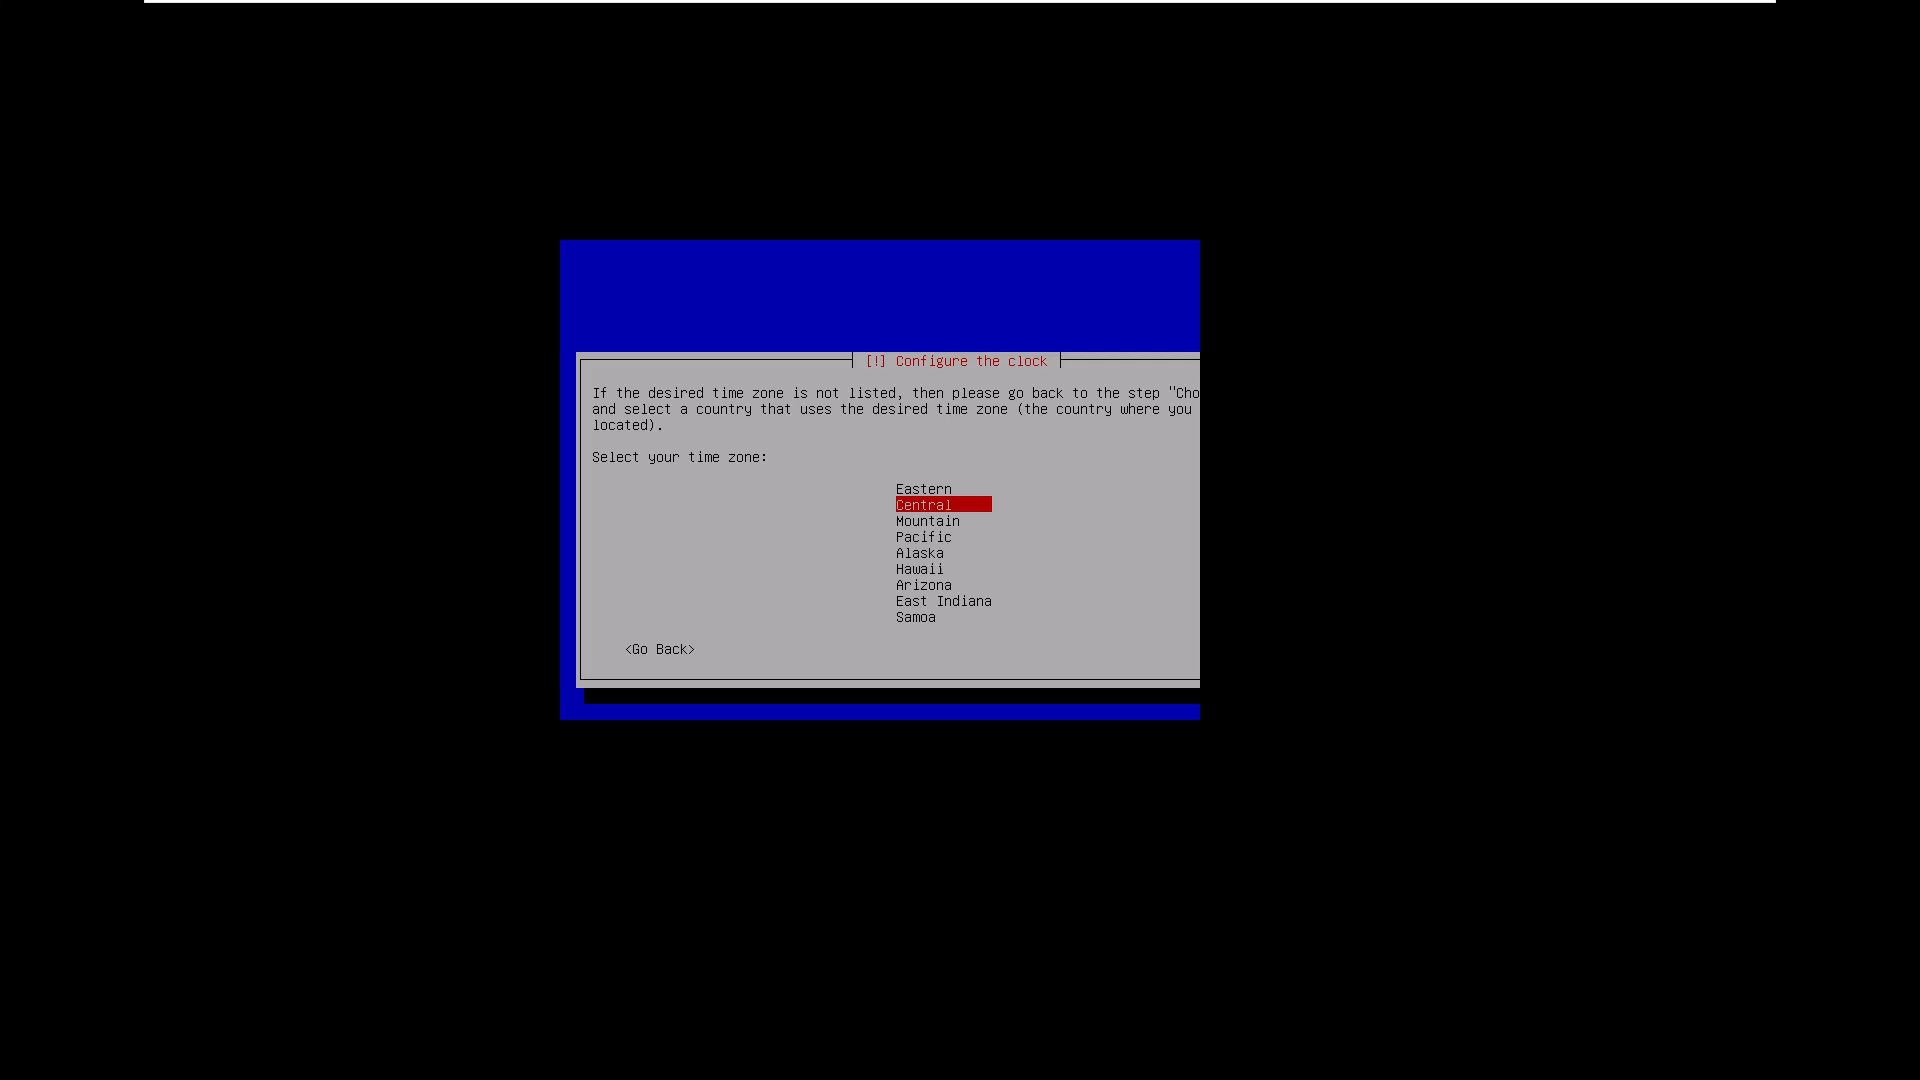 [!] Configure the clock
If the desired time zone is not listed, then please go back to the step "Cho
and select a country that uses the desired time zone (the country where you
located).
Select your time zone:
Eastern
Central
Mountain
Pacific
Alaska
Hawaii
Arizona
East Indiana
Samoa
<Go Back>